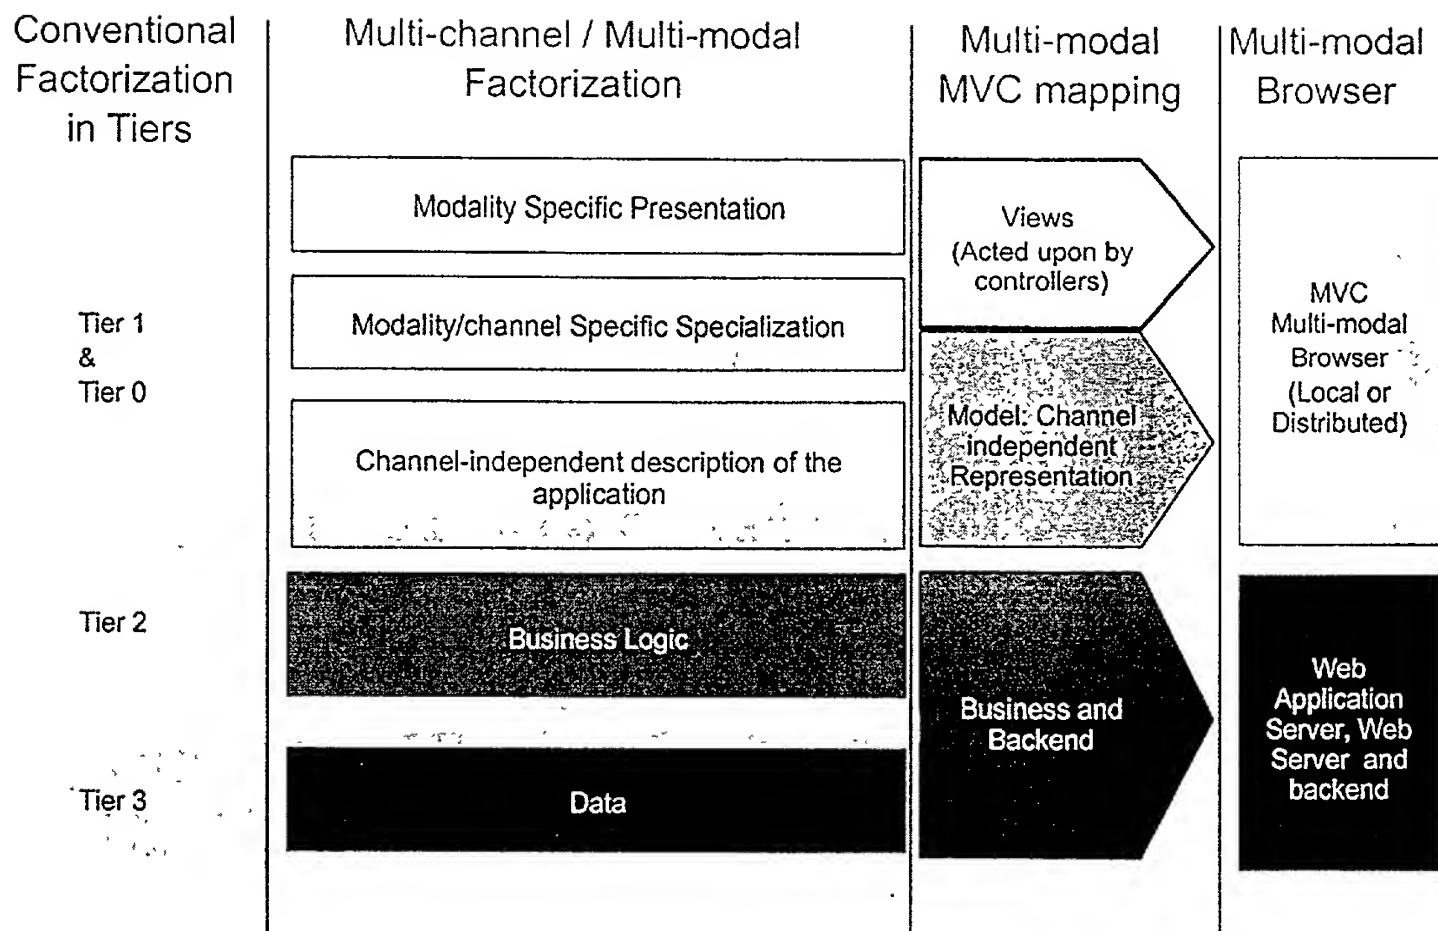 Conventional
Factorization
in Tiers
Multi-channel / Multi-modal
Factorization
Multi-modal
MVC mapping
Multi-modal
Browser
Tier 1
&
Tier 0
Modality Specific Presentation
Modality/channel Specific Specialization
Channel-independent description of the
application
Views
(Acted upon by
controllers)
Model: Channel
independent
Representation
MVC
Multi-modal
Browser
(Local or
Distributed)
Tier 2
Business Logic
Tier 3
Data
Business and
Backend
Web
Application
Server, Web
Server and
backend